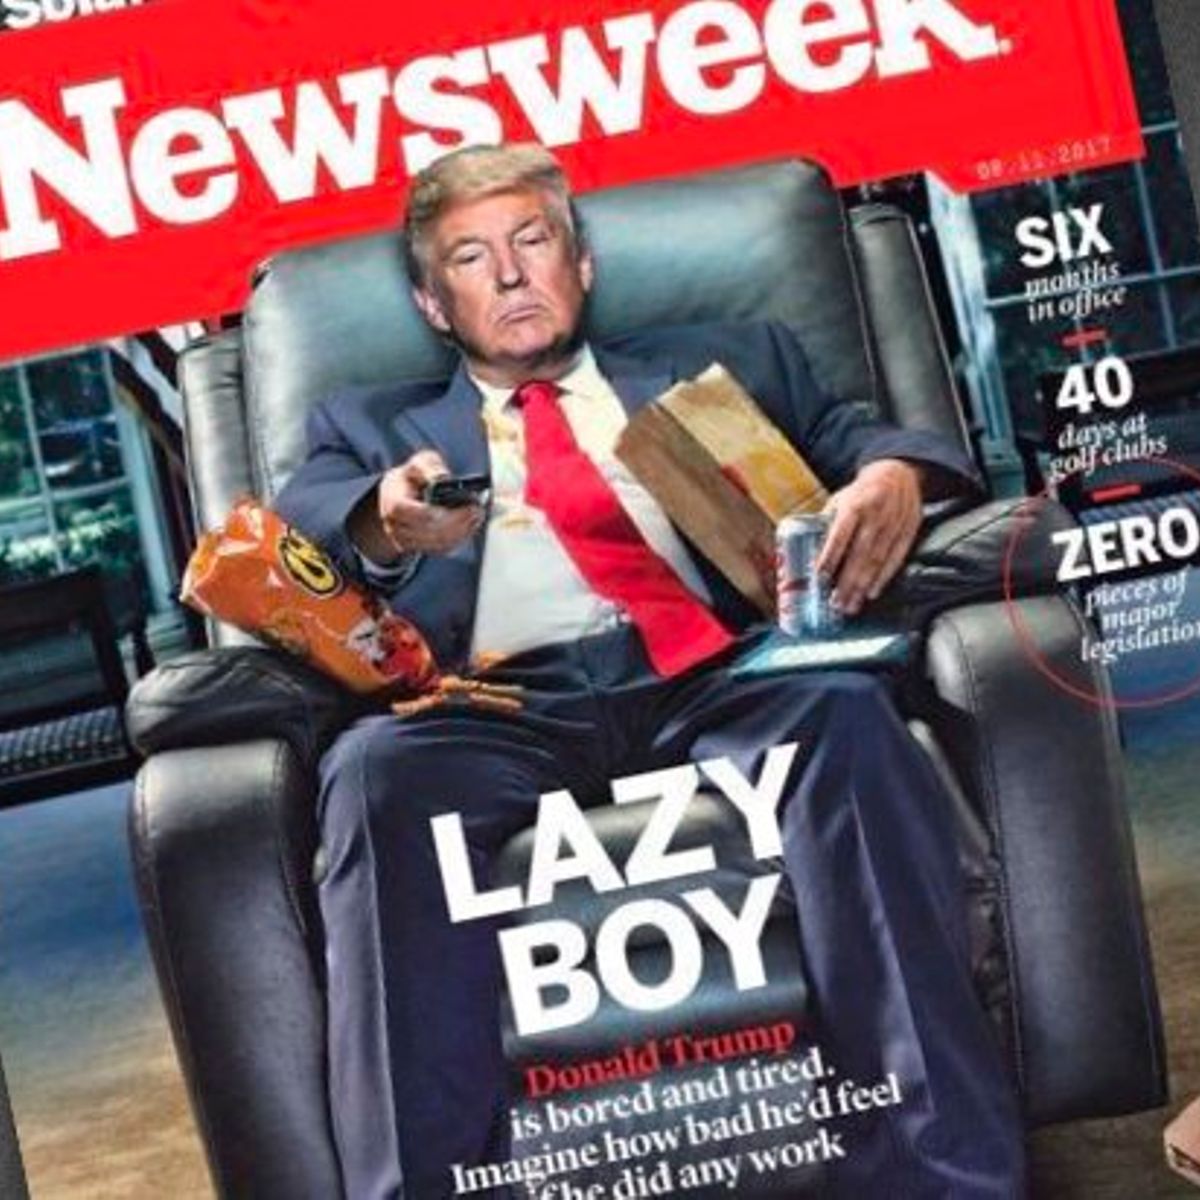 Newsweek
08.11.2017
SIX
months
in office
40
days at
golf clubs
ZERO
pieces of
major
legislation
LAZY
BOY
Donald Trump
is bored and tired.
Imagine how bad he'd feel
if he did any work